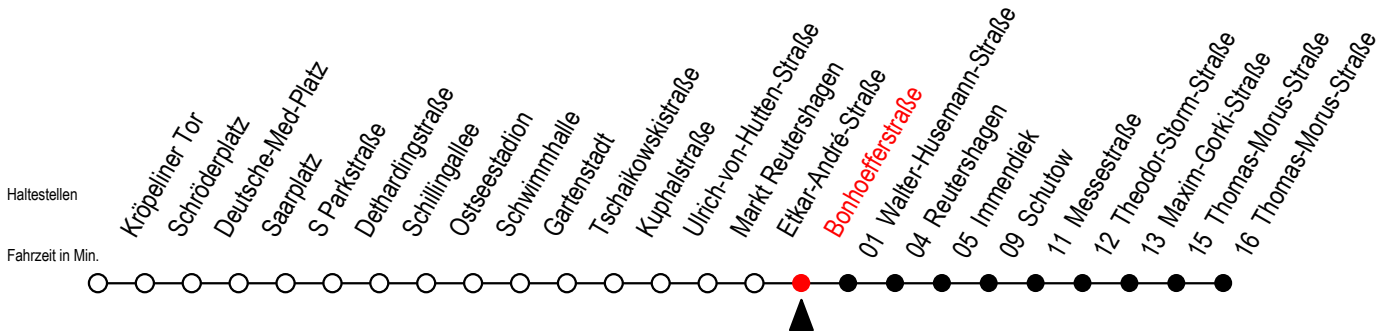 Haltestellen
Fahrzeit in Min.
Kröpeliner Tor
Schröderplatz
Deutsche-Med-Platz
Saarplatz
S Parkstraße
Dethardingstraße
Schillingallee
Ostseestadion
Schwimmhalle
Gartenstadt
Tschaikowskistraße
Kuphalstraße
Ulrich-von-Hutten-Straße
Markt Reutershagen
Etkar-André-Straße
Bonhoefferstraße
01 Walter-Husemann-Straße
04 Reutershagen
05 Immendiek
09 Schutow
11 Messestraße
12 Theodor-Storm-Straße
13 Maxim-Gorki-Straße
15 Thomas-Morus-Straße
16 Thomas-Morus-Straße